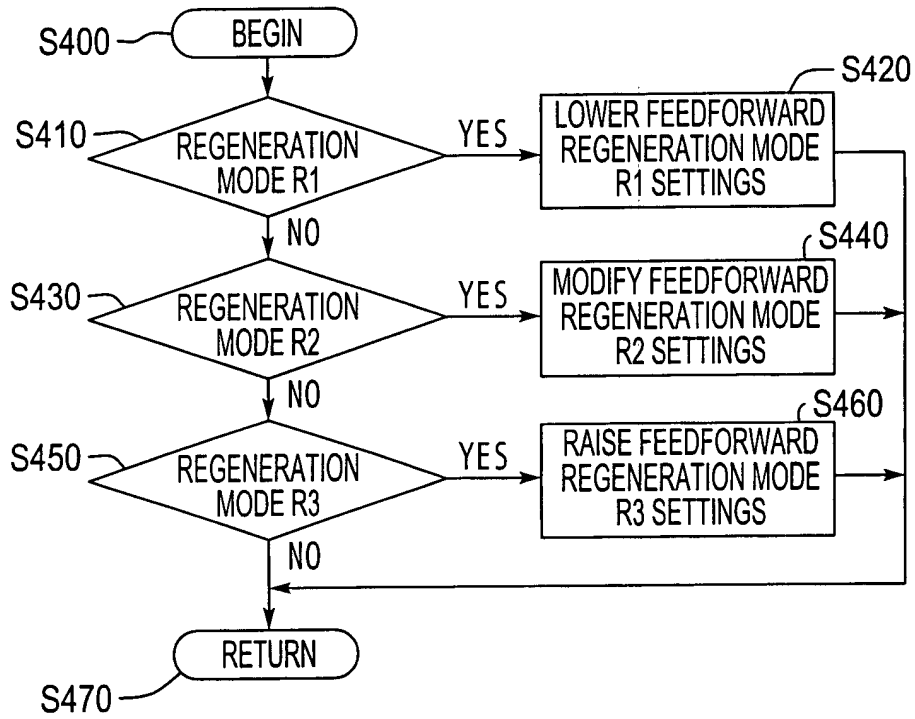 S400
BEGIN
S410
REGENERATION
MODE R1
YES
S420
LOWER FEEDFORWARD
REGENERATION MODE
R1 SETTINGS
NO
S430
REGENERATION
MODE R2
YES
S440
MODIFY FEEDFORWARD
REGENERATION MODE
R2 SETTINGS
NO
S450
REGENERATION
MODE R3
YES
S460
RAISE FEEDFORWARD
REGENERATION MODE
R3 SETTINGS
NO
RETURN
S470